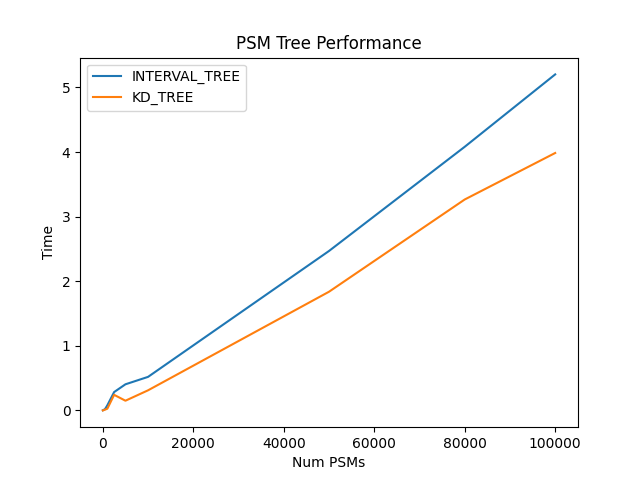 PSM Tree Performance
INTERVAL_TREE
KD_TREE
Time
5
4
3
2
1
0
0 20000 40000 60000 80000 100000
Num PSMs